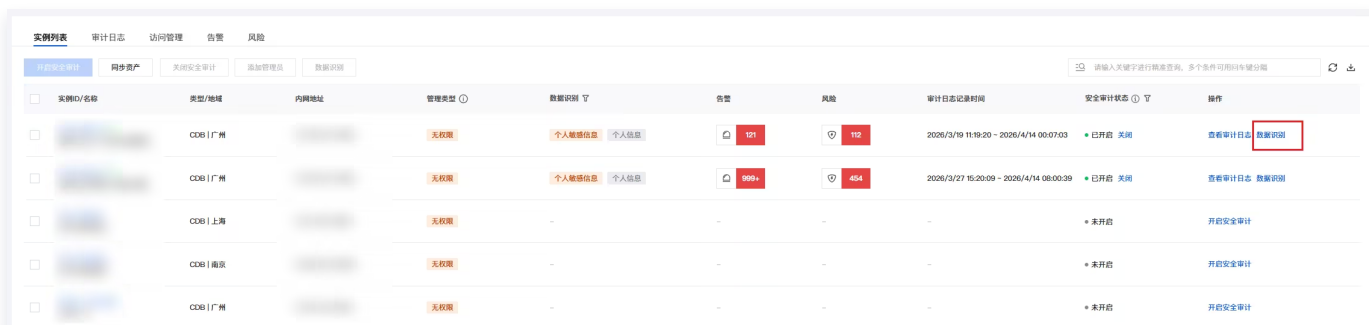 实例列表 审计日志 访问管理 告警 风险
开启安全审计 同步资产 关闭安全审计 添加管理员 数据识别 请输入关键字进行精准查询，多个条件可用回车键分隔
实例ID/名称 类型/地域 内网地址 管理类型 数据识别 告警 风险 审计日志记录时间 安全审计状态 操作
CDB | 广州 无权限 个人敏感信息 个人信息 121 112 2026/3/19 11:19:20 ~ 2026/4/14 00:07:03 已开启 关闭 查看审计日志 数据识别
CDB | 广州 无权限 个人敏感信息 个人信息 999+ 454 2026/3/27 15:20:09 ~ 2026/4/14 08:00:39 已开启 关闭 查看审计日志 数据识别
CDB | 上海 无权限 - - - - 未开启 开启安全审计
CDB | 南京 无权限 - - - - 未开启 开启安全审计
CDB | 广州 无权限 - - - - 未开启 开启安全审计